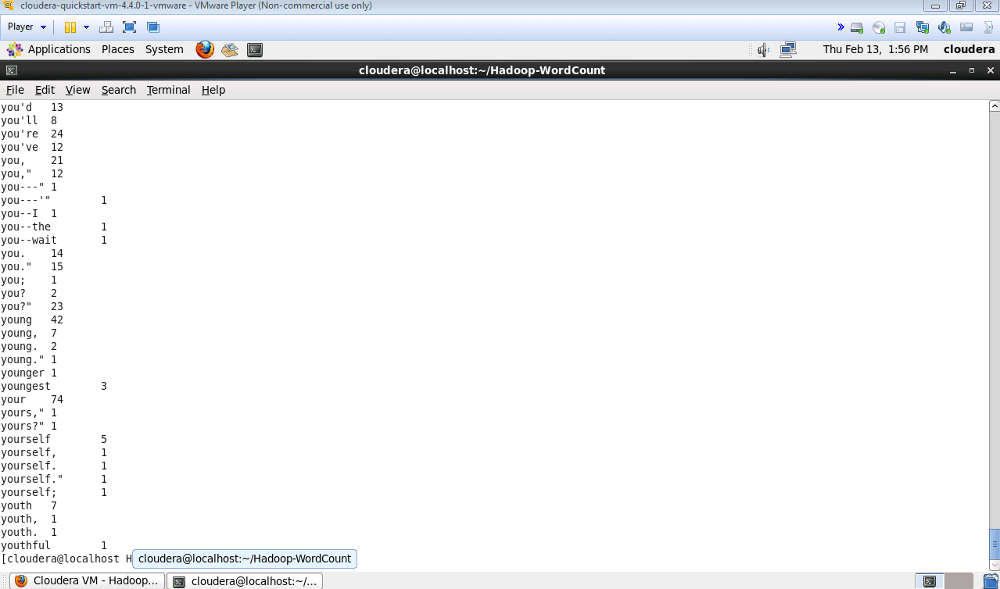 cloudera-quickstart-vm-4.4.0-1-vmware - VMware Player (Non-commercial use only)
Player
Applications Places System Thu Feb 13, 1:56 PM cloudera
cloudera@localhost:~/Hadoop-WordCount
File Edit View Search Terminal Help
you'd 13
you'll 8
you're 24
you've 12
you, 21
you," 12
you---" 1
you---'" 1
you--I 1
you--the 1
you--wait 1
you. 14
you." 15
you; 1
you? 2
you?" 23
young 42
young, 7
young. 2
young." 1
younger 1
youngest 3
your 74
yours," 1
yours?" 1
yourself 5
yourself, 1
yourself. 1
yourself." 1
yourself; 1
youth 7
youth, 1
youth. 1
youthful 1
[cloudera@localhost H cloudera@localhost:~/Hadoop-WordCount
Cloudera VM - Hadoop... cloudera@localhost:~/...